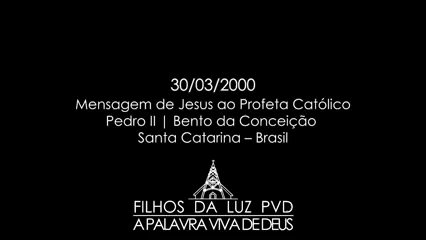 30/03/2000
Mensagem de Jesus ao Profeta Católico
Pedro II | Bento da Conceição
Santa Catarina – Brasil
FILHOS DA LUZ PVD
A PALAVRA VIVA DE DEUS